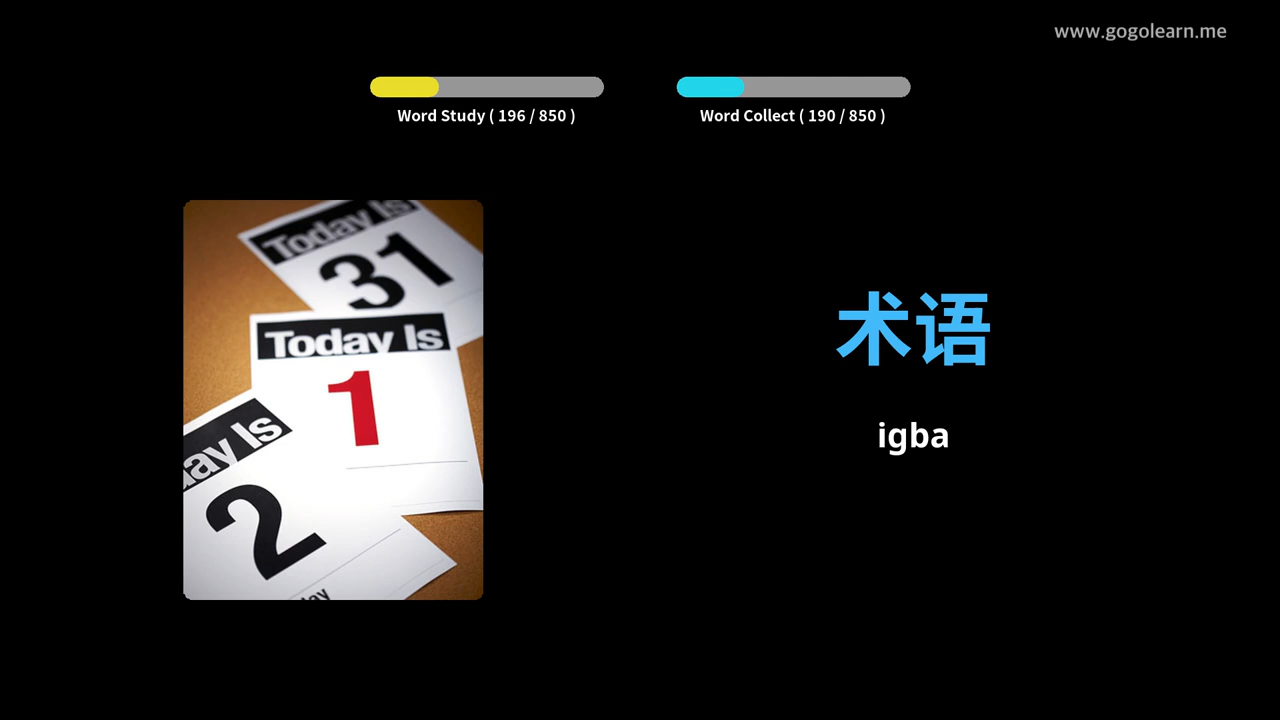 www.gogolearn.me
Word Study ( 196 / 850 )
Word Collect ( 190 / 850 )
Today Is
31
Today Is
1
ay Is
2
ay
术语
igba